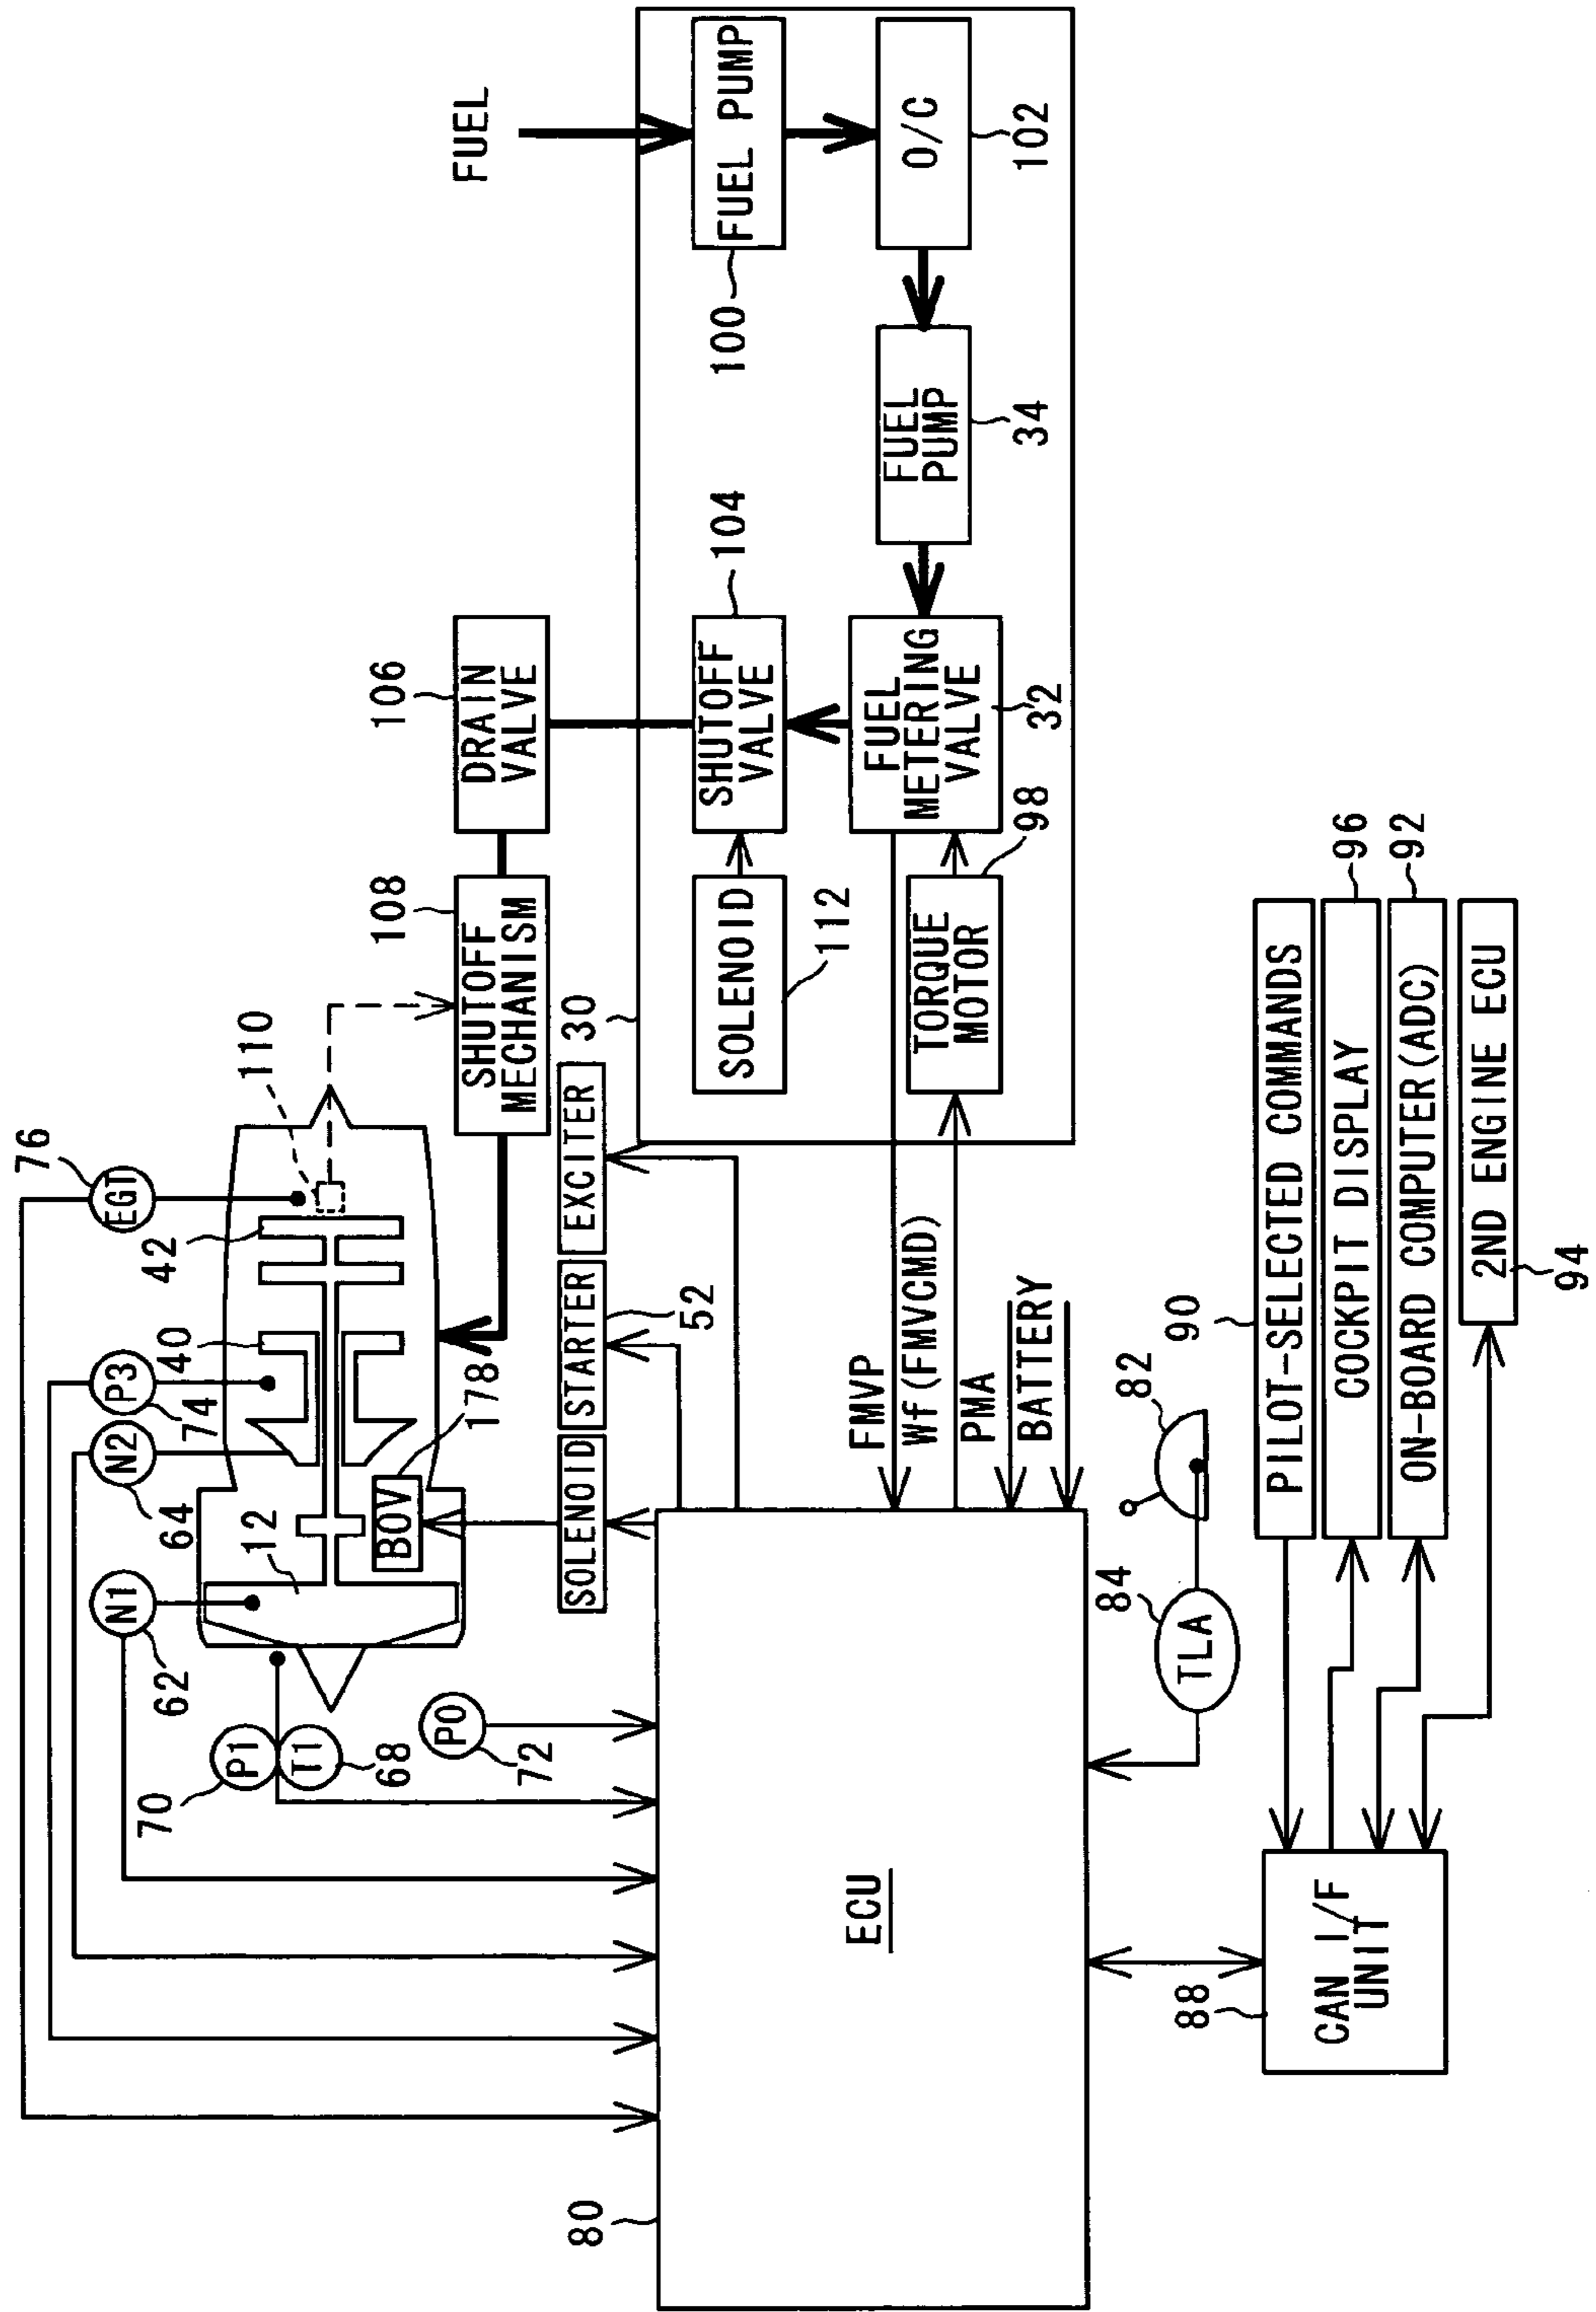 76
EGT
42
110
P3
74
40
N2
64
178
N1
62
12
BOV
P1
70
T1
68
P0
72
108
SHUTOFF
MECHANISM
106
DRAIN
VALVE
FUEL
SOLENOID
STARTER
52
EXCITER
30
SOLENOID
112
104
SHUTOFF
VALVE
100
FUEL PUMP
TORQUE
MOTOR
98
FUEL
METERING
VALVE
32
FUEL
PUMP
34
O/C
102
80
ECU
FMVP
Wf(FMVCMD)
PMA
BATTERY
82
84
TLA
88
CAN I/F
UNIT
90
PILOT-SELECTED COMMANDS
COCKPIT DISPLAY
96
ON-BOARD COMPUTER(ADC)
92
2ND ENGINE ECU
94